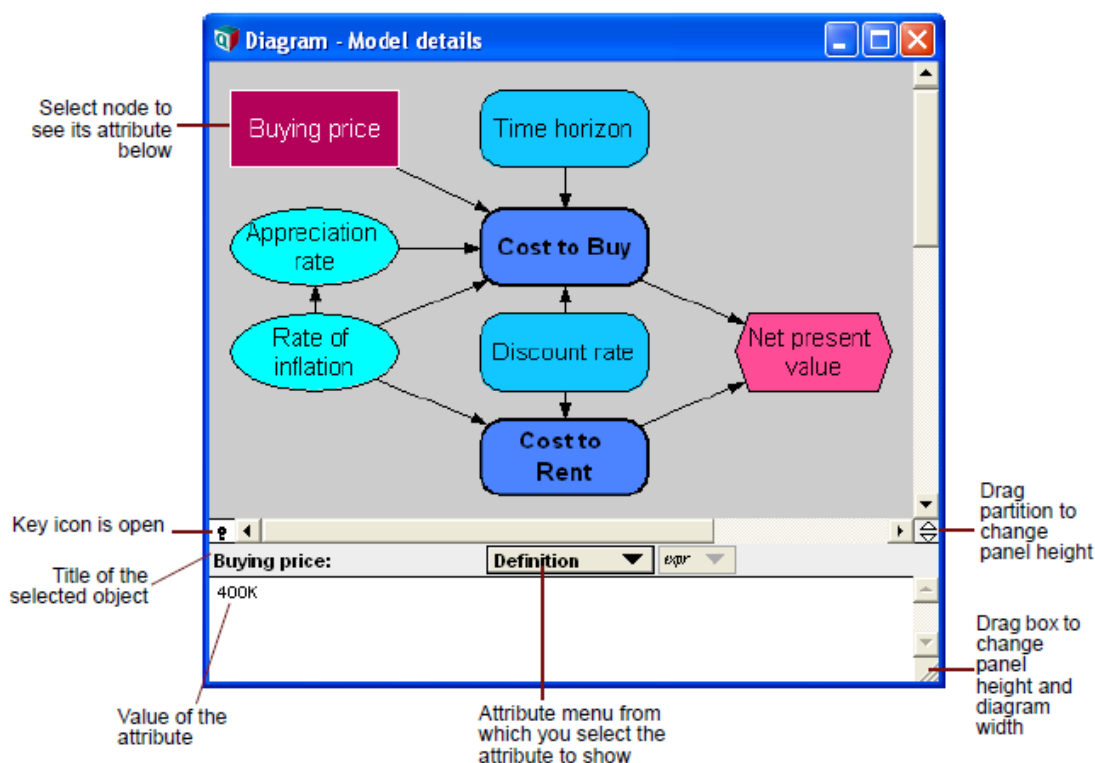 Diagram - Model details
Select node to
see its attribute
below
Buying price
Time horizon
Appreciation
rate
Cost to Buy
Rate of
inflation
Discount rate
Net present
value
Cost to
Rent
Key icon is open
Drag
partition to
change
panel height
Title of the
selected object
Buying price:
Definition
expr
400K
Drag box to
change
panel
height and
diagram
width
Value of the
attribute
Attribute menu from
which you select the
attribute to show